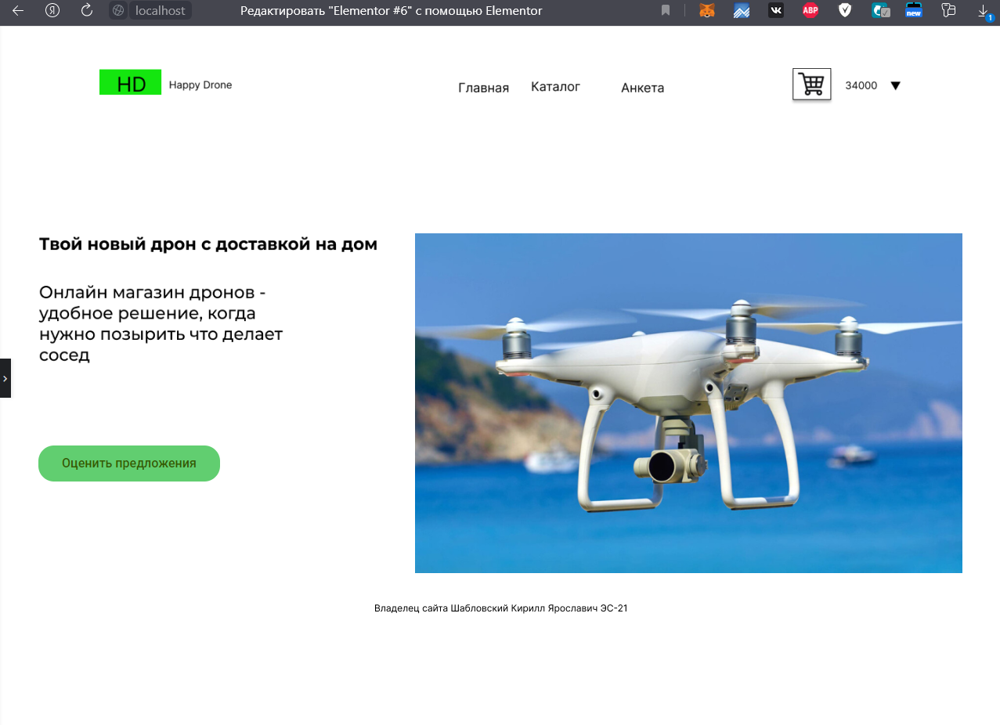 localhost
Редактировать "Elementor #6" с помощью Elementor
ABP
new
1
HD
Happy Drone
Главная
Каталог
Анкета
34000
Твой новый дрон с доставкой на дом
Онлайн магазин дронов -
удобное решение, когда
нужно позырить что делает
сосед
Оценить предложения
Владелец сайта Шабловский Кирилл Ярославич ЭС-21